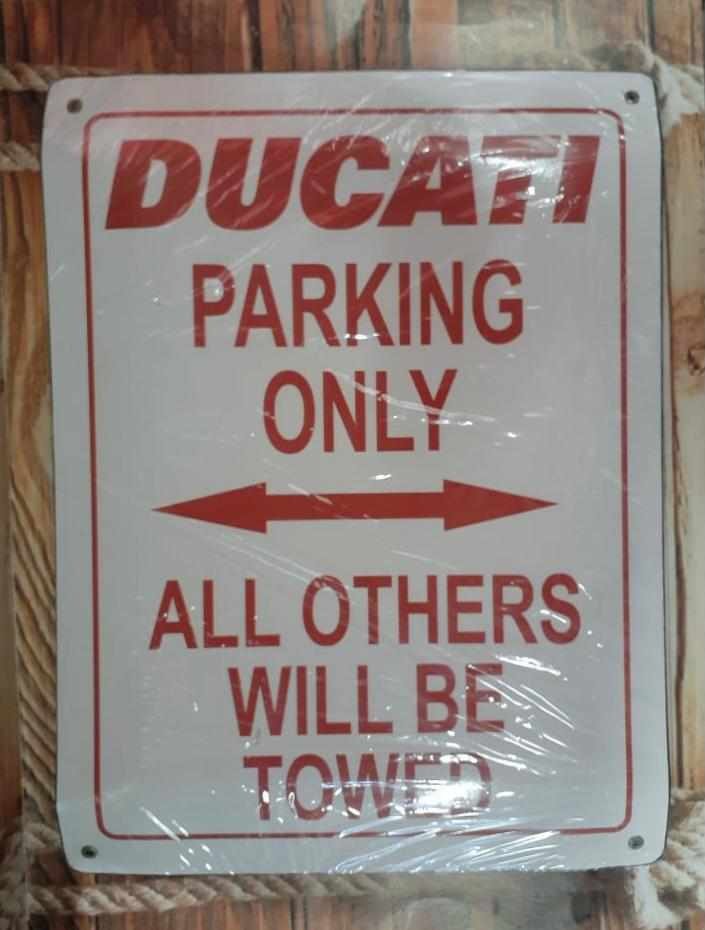 DUCATI
PARKING
ONLY
ALL OTHERS
WILL BE
TOWED